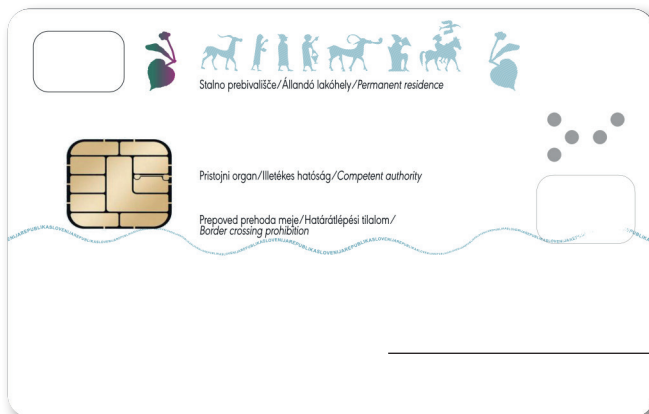 Stalno prebivališče/Állandó lakóhely/Permanent residence
Pristojni organ/Illetékes hatóság/Competent authority
Prepoved prehoda meje/Határátlépési tilalom/
Border crossing prohibition